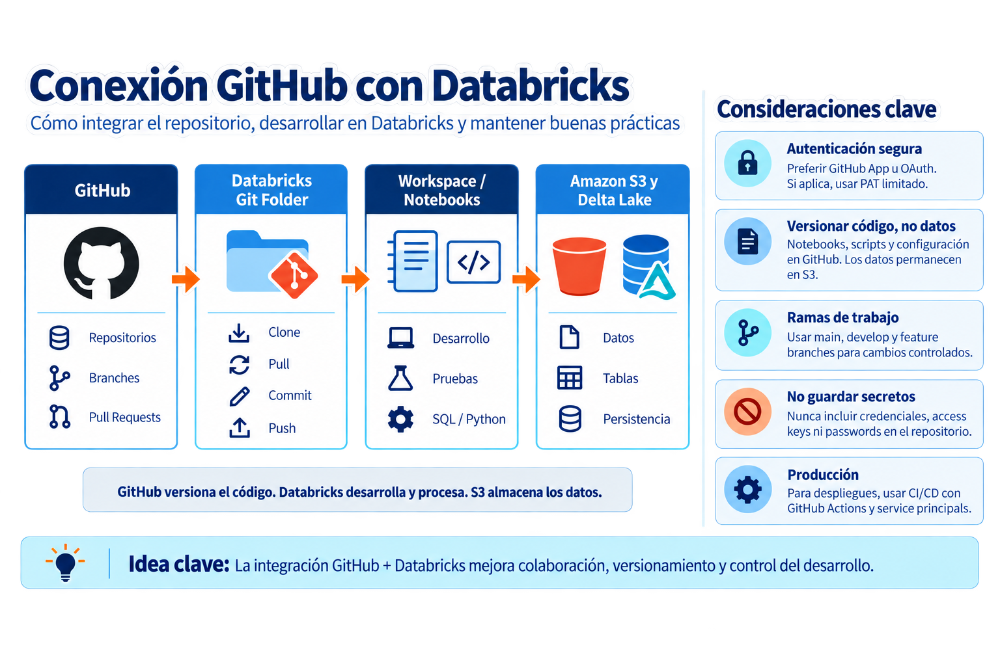 Conexión GitHub con Databricks
Cómo integrar el repositorio, desarrollar en Databricks y mantener buenas prácticas
GitHub
Repositorios
Branches
Pull Requests
Databricks
Git Folder
Clone
Pull
Commit
Push
Workspace /
Notebooks
</>
Desarrollo
Pruebas
SQL / Python
Amazon S3 y
Delta Lake
Datos
Tablas
Persistencia
GitHub versiona el código. Databricks desarrolla y procesa. S3 almacena los datos.
Consideraciones clave
Autenticación segura
Preferir GitHub App u OAuth.
Si aplica, usar PAT limitado.
Versionar código, no datos
Notebooks, scripts y configuración
en GitHub. Los datos permanecen
en S3.
Ramas de trabajo
Usar main, develop y feature
branches para cambios controlados.
No guardar secretos
Nunca incluir credenciales, access
keys ni passwords en el repositorio.
Producción
Para despliegues, usar CI/CD con
GitHub Actions y service principals.
Idea clave: La integración GitHub + Databricks mejora colaboración, versionamiento y control del desarrollo.